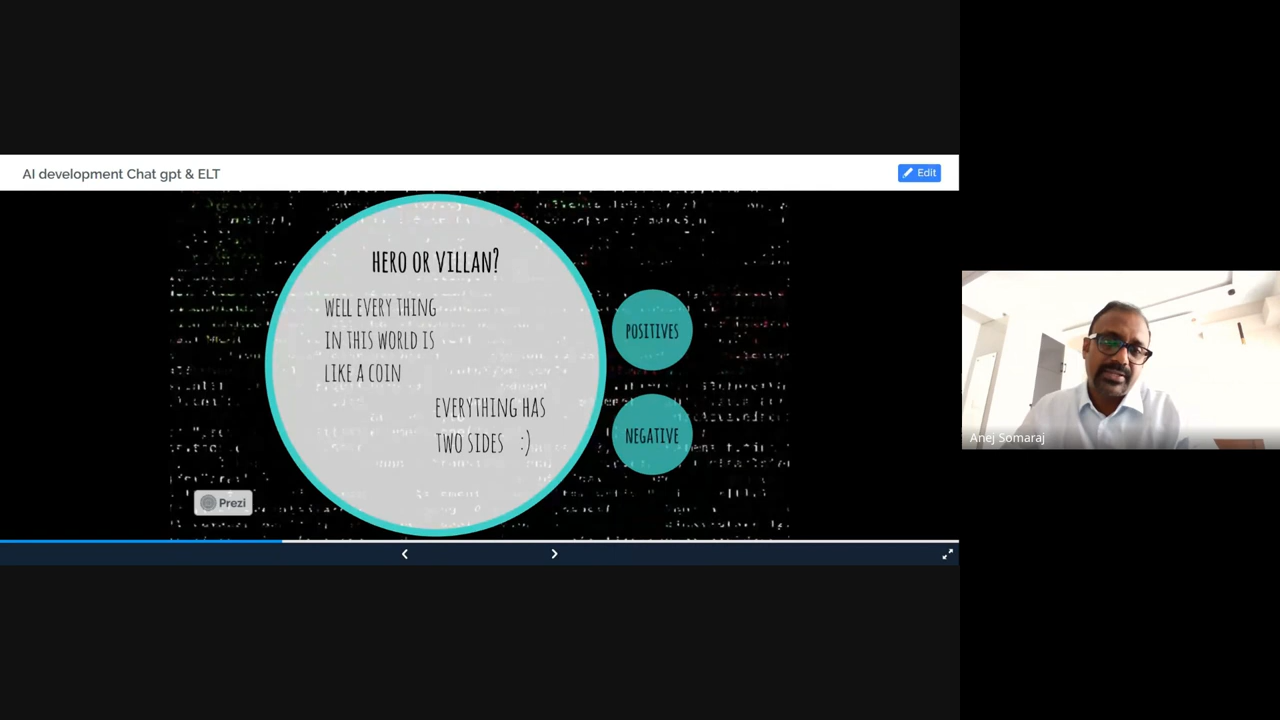 AI development Chat gpt & ELT
Edit
HERO OR VILLAN?
WELL EVERY THING
IN THIS WORLD IS
LIKE A COIN
EVERYTHING HAS
TWO SIDES :)
POSITIVES
NEGATIVE
Prezi
Anej Somaraj